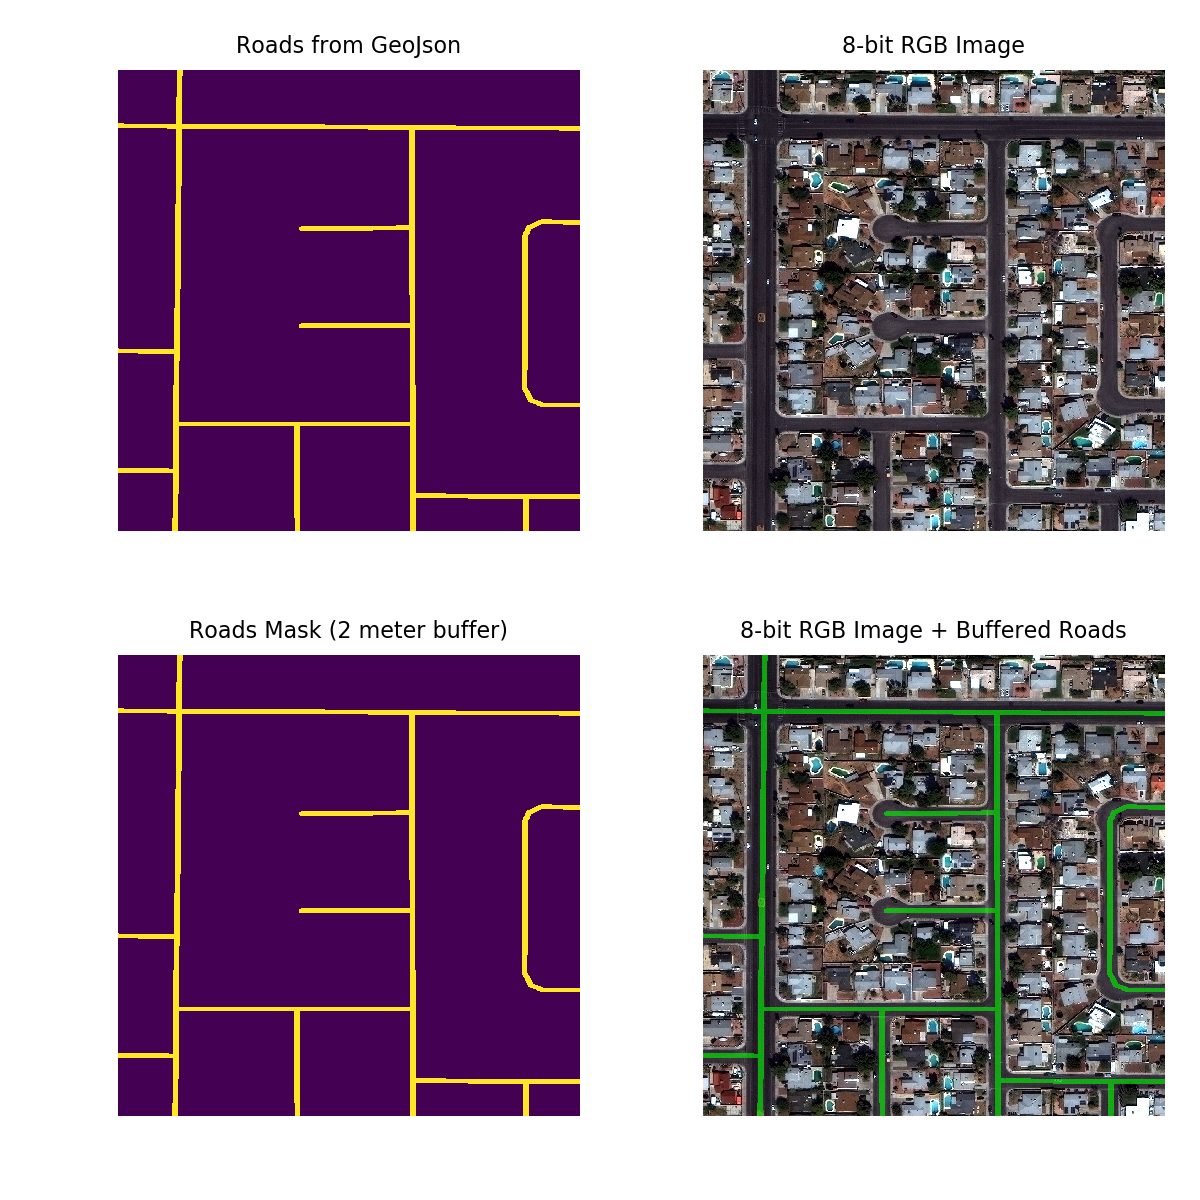 Roads from GeoJson
8-bit RGB Image
Roads Mask (2 meter buffer)
8-bit RGB Image + Buffered Roads